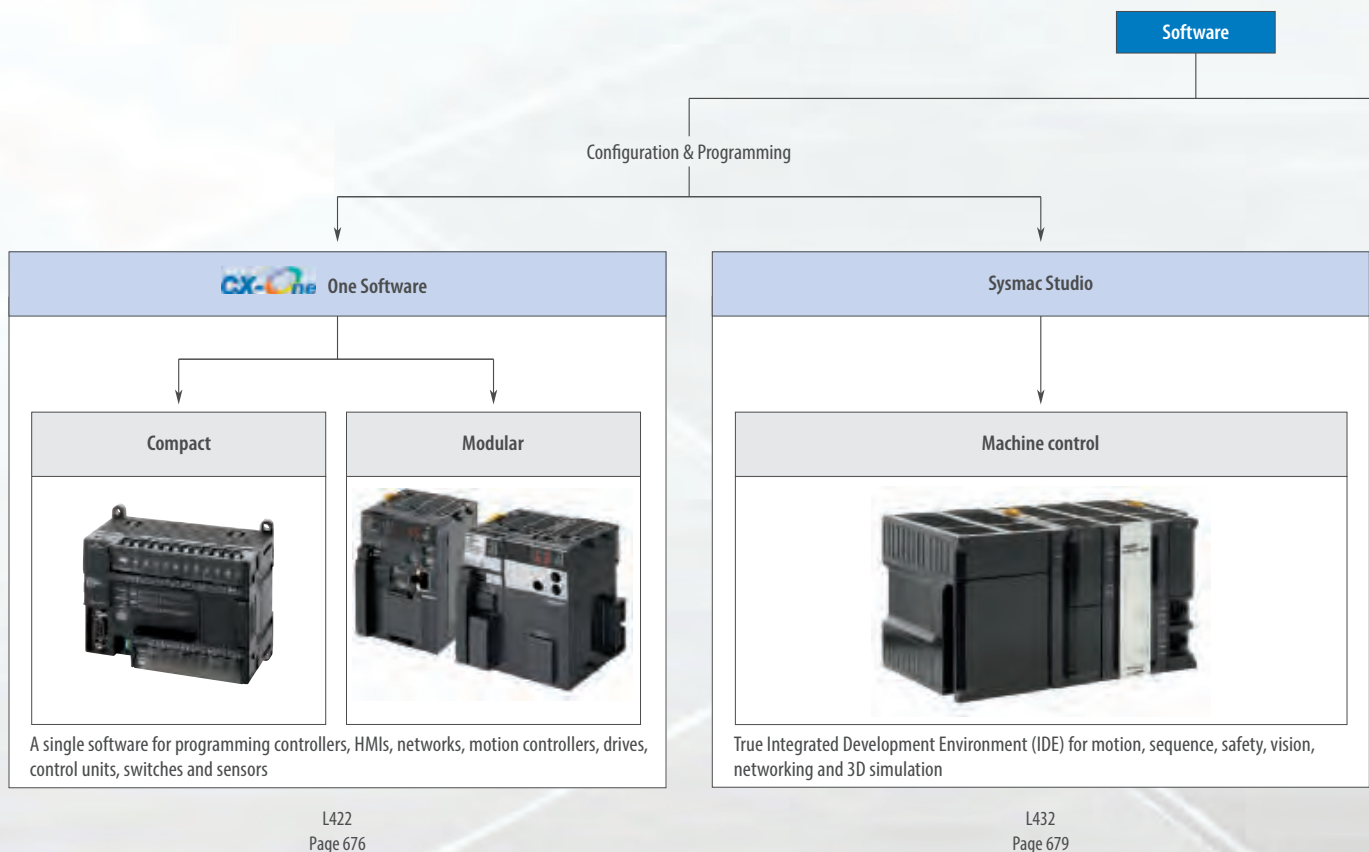 Software
Configuration & Programming
CX-One One Software
Sysmac Studio
Compact
Modular
Machine control
A single software for programming controllers, HMIs, networks, motion controllers, drives,
control units, switches and sensors
True Integrated Development Environment (IDE) for motion, sequence, safety, vision,
networking and 3D simulation
L422
Page 676
L432
Page 679